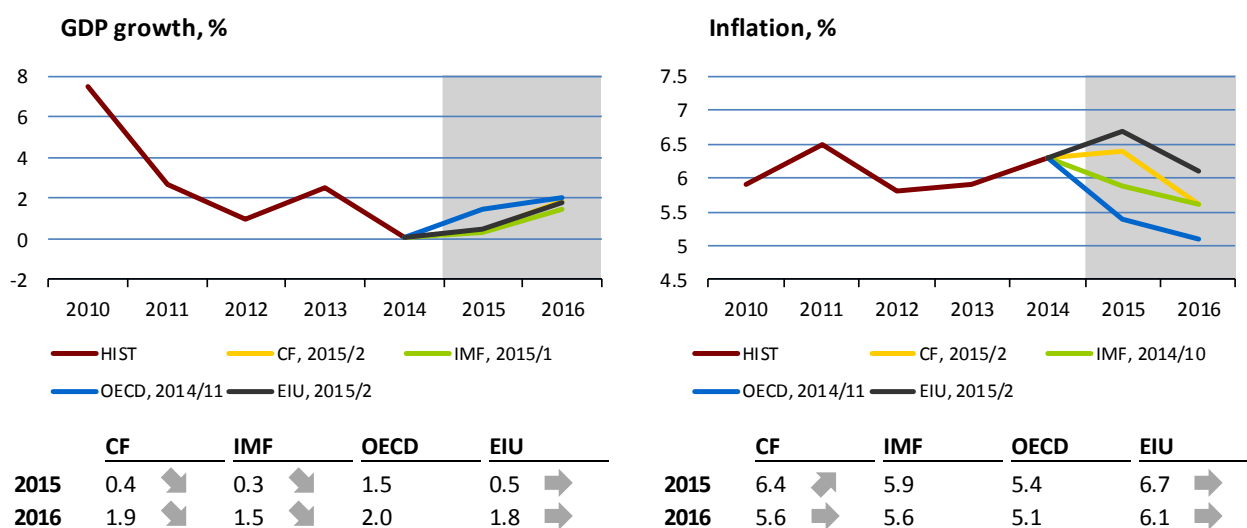 GDP growth, %
8
6
4
2
0
-2
2010 2011 2012 2013 2014 2015 2016
HIST CF, 2015/2 IMF, 2015/1
OECD, 2014/11 EIU, 2015/2
CF IMF OECD EIU
2015 0.4 0.3 1.5 0.5
2016 1.9 1.5 2.0 1.8
Inflation, %
7.5
7
6.5
6
5.5
5
4.5
2010 2011 2012 2013 2014 2015 2016
HIST CF, 2015/2 IMF, 2014/10
OECD, 2014/11 EIU, 2015/2
CF IMF OECD EIU
2015 6.4 5.9 5.4 6.7
2016 5.6 5.6 5.1 6.1